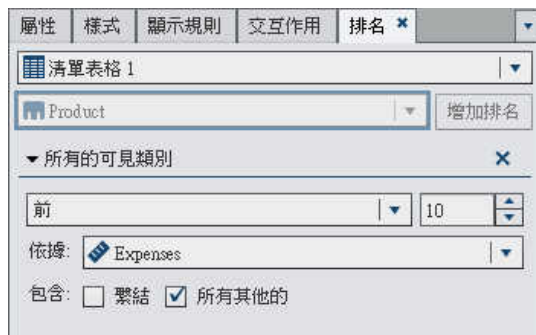 屬性 樣式 顯示規則 交互作用 排名
清單表格 1
Product 增加排名
所有的可見類別
前 10
依據: Expenses
包含: 繫結 所有其他的